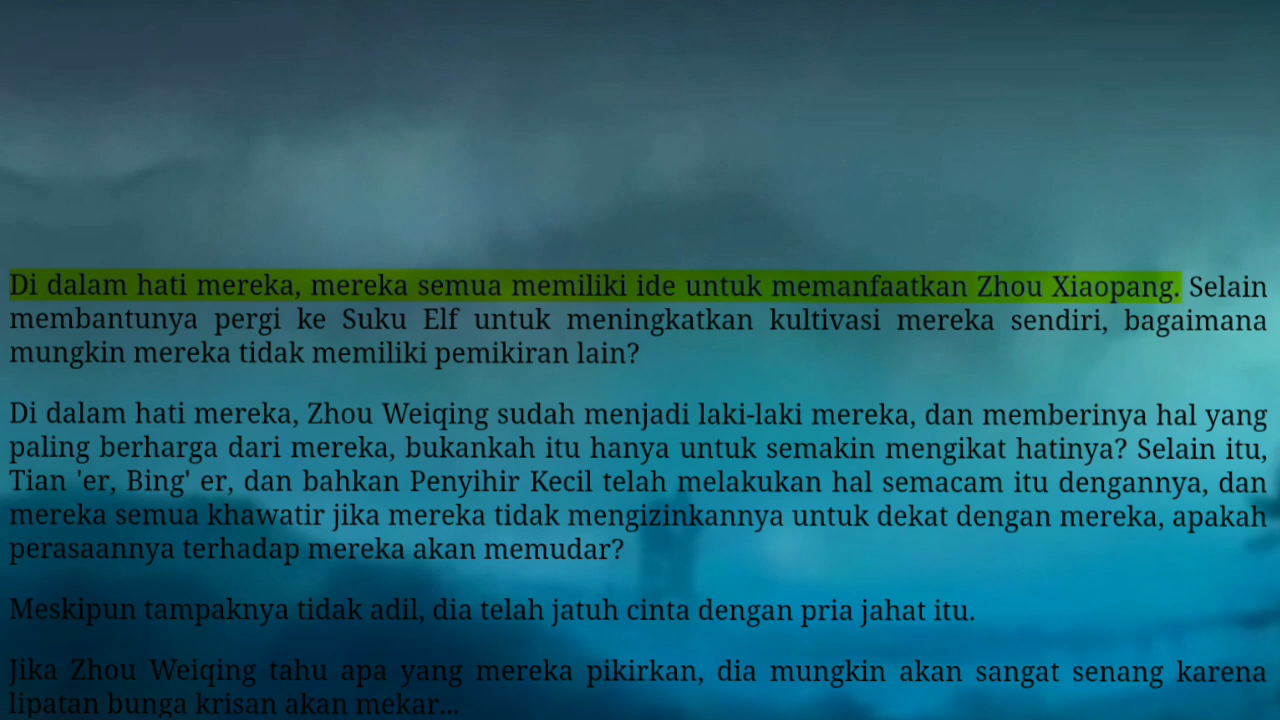 Di dalam hati mereka, mereka semua memiliki ide untuk memanfaatkan Zhou Xiaopang. Selain
membantunya pergi ke Suku Elf untuk meningkatkan kultivasi mereka sendiri, bagaimana
mungkin mereka tidak memiliki pemikiran lain?
Di dalam hati mereka, Zhou Weiqing sudah menjadi laki-laki mereka, dan memberinya hal yang
paling berharga dari mereka, bukankah itu hanya untuk semakin mengikat hatinya? Selain itu,
Tian 'er, Bing' er, dan bahkan Penyihir Kecil telah melakukan hal semacam itu dengannya, dan
mereka semua khawatir jika mereka tidak mengizinkannya untuk dekat dengan mereka, apakah
perasaannya terhadap mereka akan memudar?
Meskipun tampaknya tidak adil, dia telah jatuh cinta dengan pria jahat itu.
Jika Zhou Weiqing tahu apa yang mereka pikirkan, dia mungkin akan sangat senang karena
lipatan bunga krisan akan mekar...